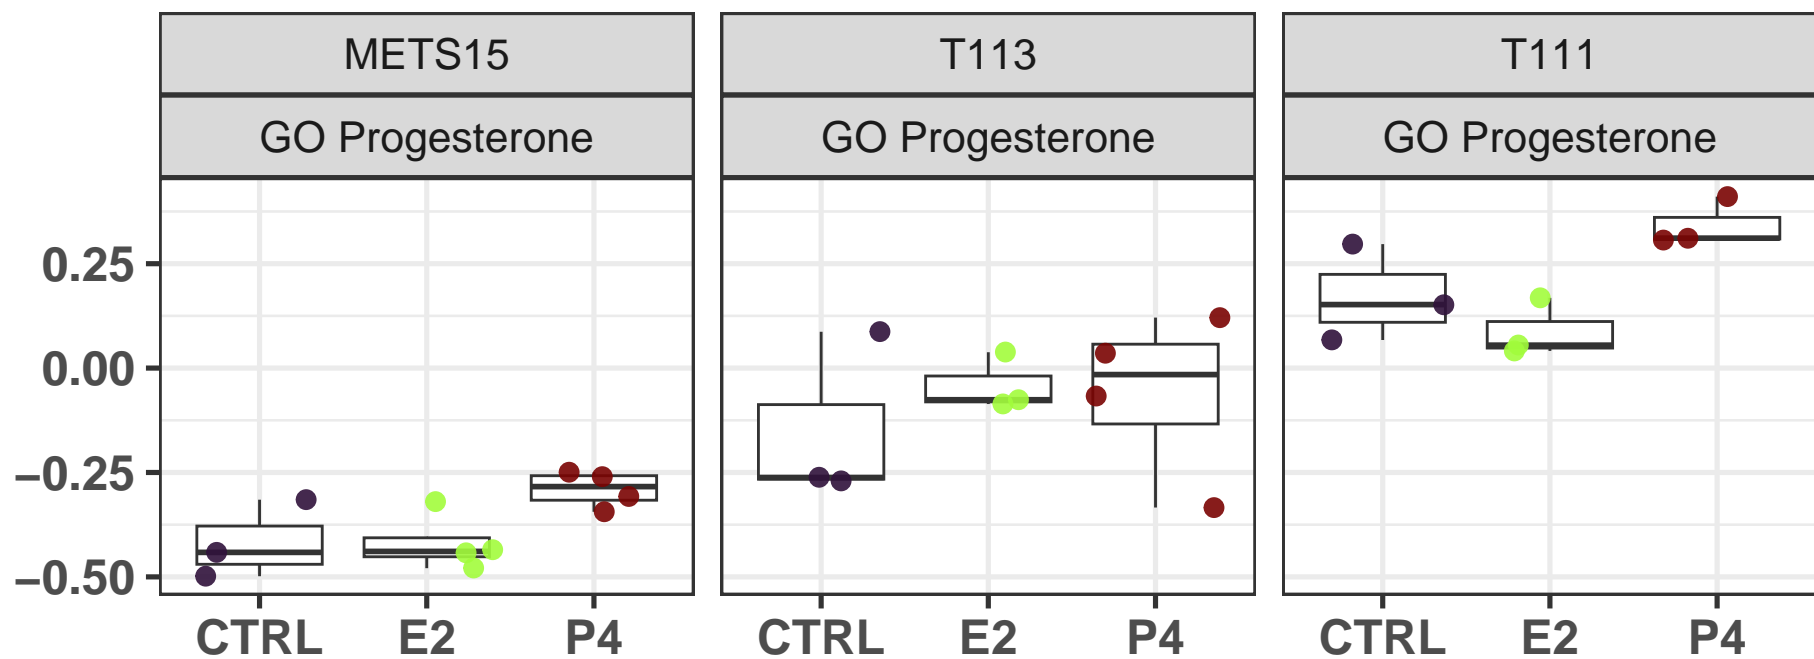 METS15 T113 T111
GO Progesterone GO Progesterone GO Progesterone
0.25
0.00
−0.25
−0.50
CTRL E2 P4 CTRL E2 P4 CTRL E2 P4